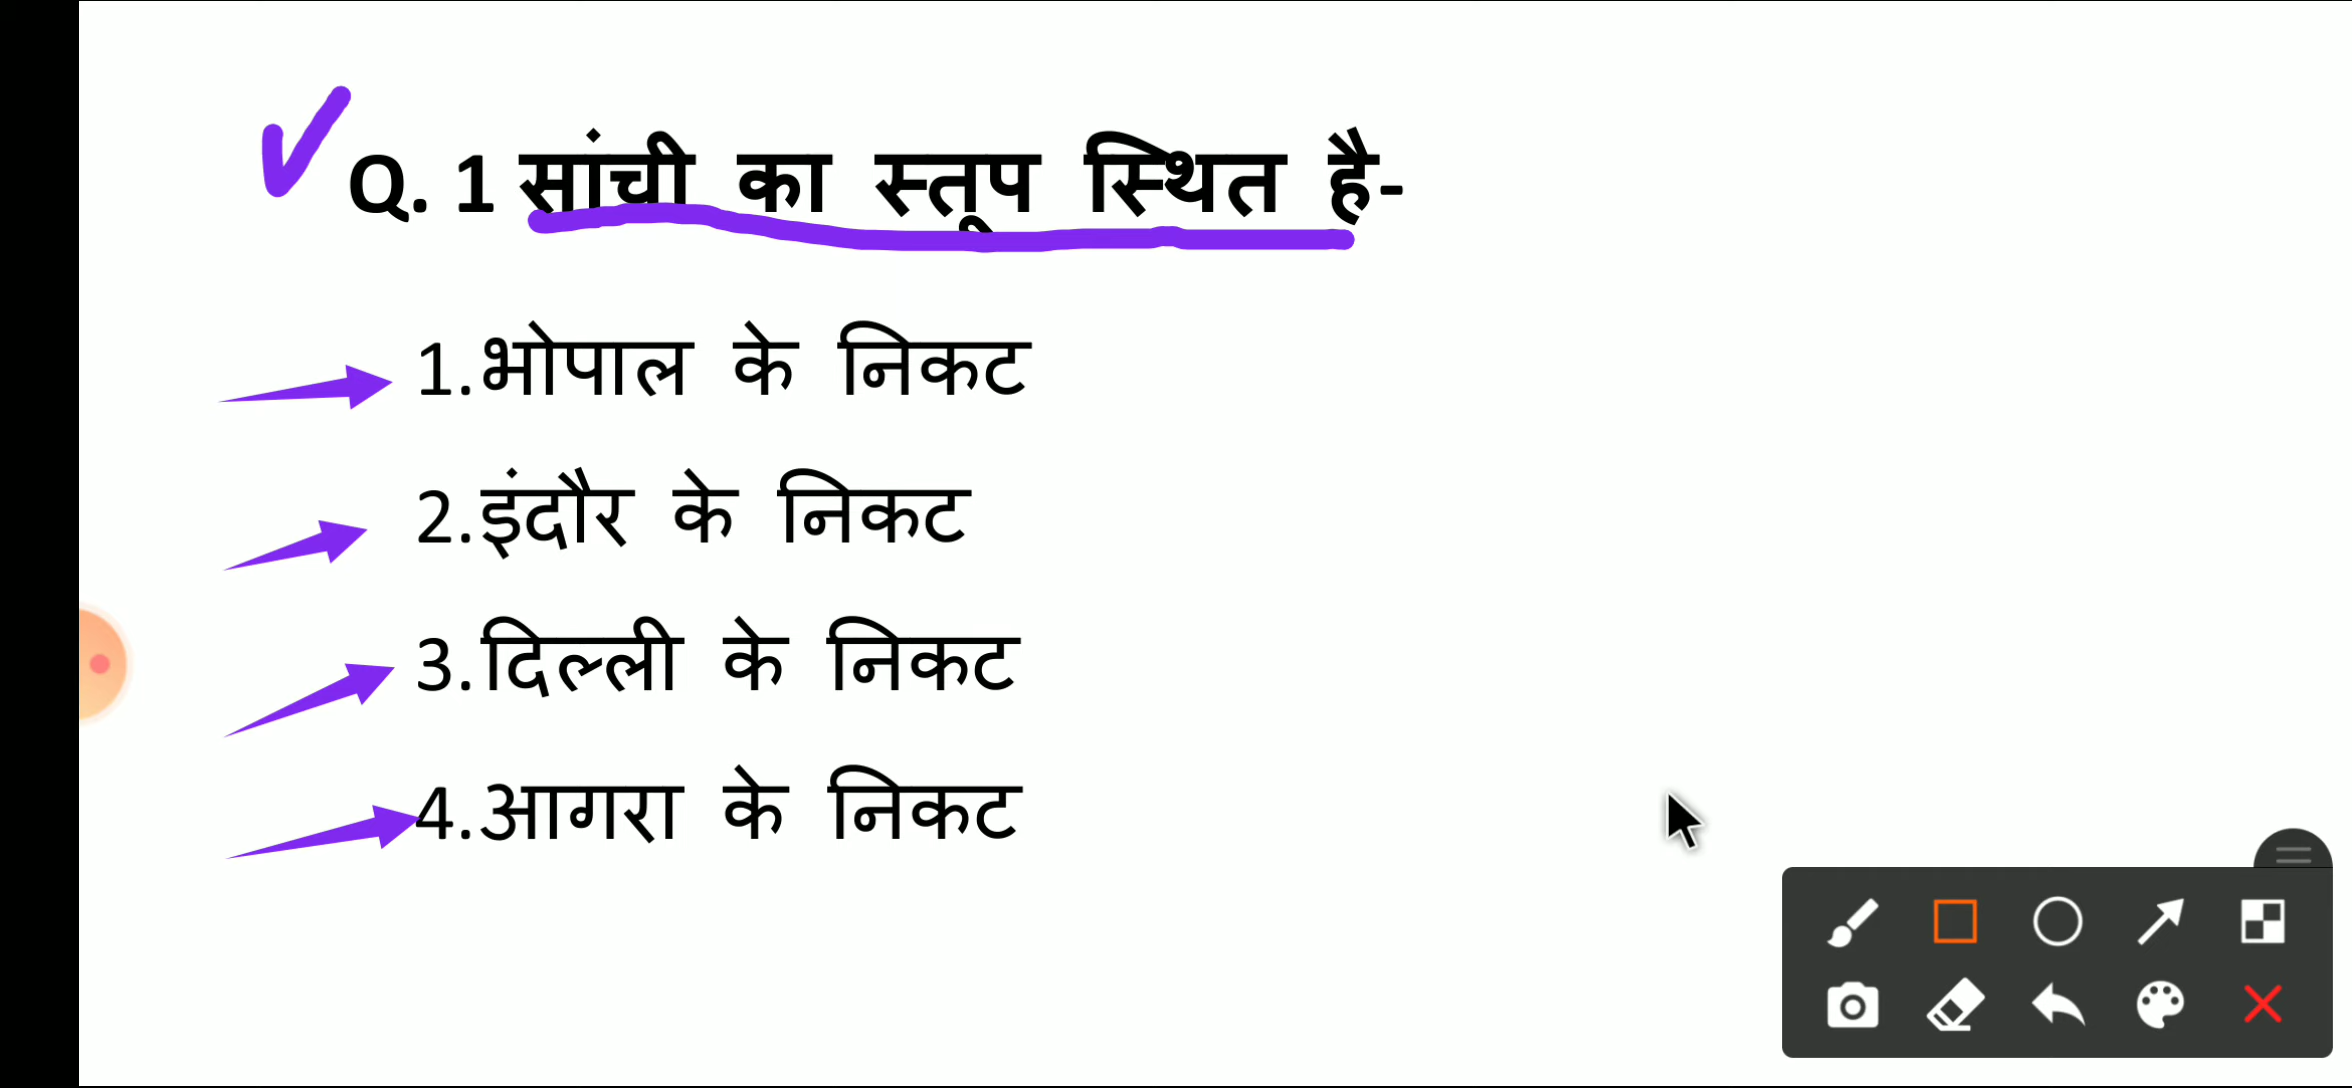 Q. 1 सांची का स्तूप स्थित है-
1.भोपाल के निकट
2.इंदौर के निकट
3.दिल्ली के निकट
4.आगरा के निकट